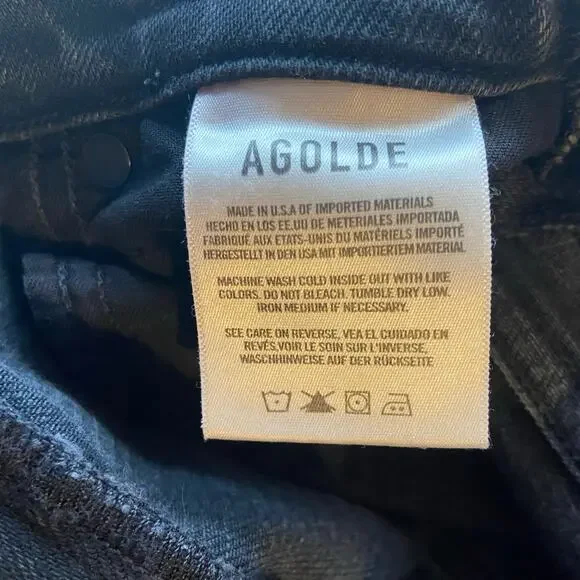 AGOLDE
MADE IN U.S.A OF IMPORTED MATERIALS
HECHO EN LOS EE.UU DE METERIALES IMPORTADA
FABRIQUÉ AUX ETATS-UNIS DU MATÉRIELS IMPORTÉ
HERGESTELLT IN DEN USA MIT IMPORTIERTEM MATERIAL
MACHINE WASH COLD INSIDE OUT WITH LIKE
COLORS. DO NOT BLEACH. TUMBLE DRY LOW.
IRON MEDIUM IF NECESSARY.
SEE CARE ON REVERSE, VEA EL CUIDADO EN
REVÉS, VOIR LE SOIN SUR L'INVERSE,
WASCHHINWEISE AUF DER RÜCKSEITE